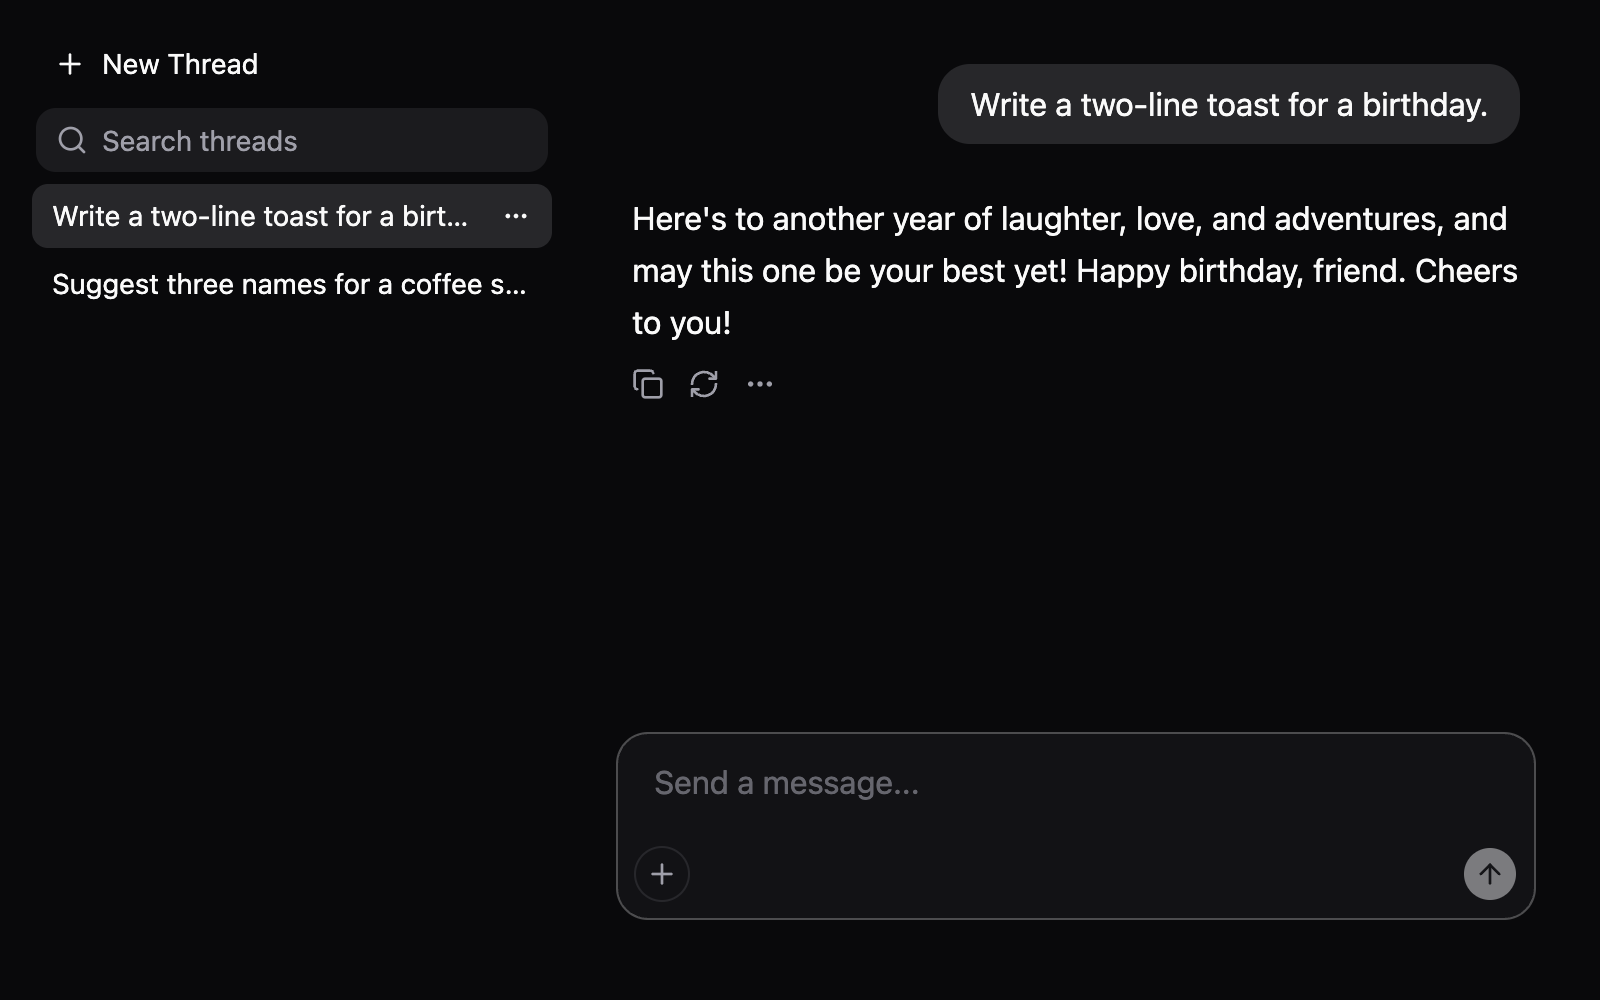 New Thread
Search threads
Write a two-line toast for a birt...
Suggest three names for a coffee s...
Write a two-line toast for a birthday.
Here's to another year of laughter, love, and adventures, and
may this one be your best yet! Happy birthday, friend. Cheers
to you!
Send a message...